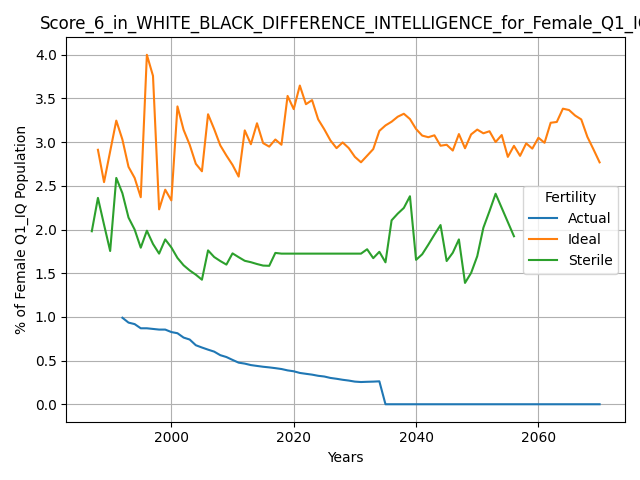 Score_6_in_WHITE_BLACK_DIFFERENCE_INTELLIGENCE_for_Female_Q1_IQ
4.0
3.5
3.0
2.5
2.0
1.5
1.0
0.5
0.0
% of Female Q1_IQ Population
Fertility
Actual
Ideal
Sterile
2000
2020
2040
2060
Years